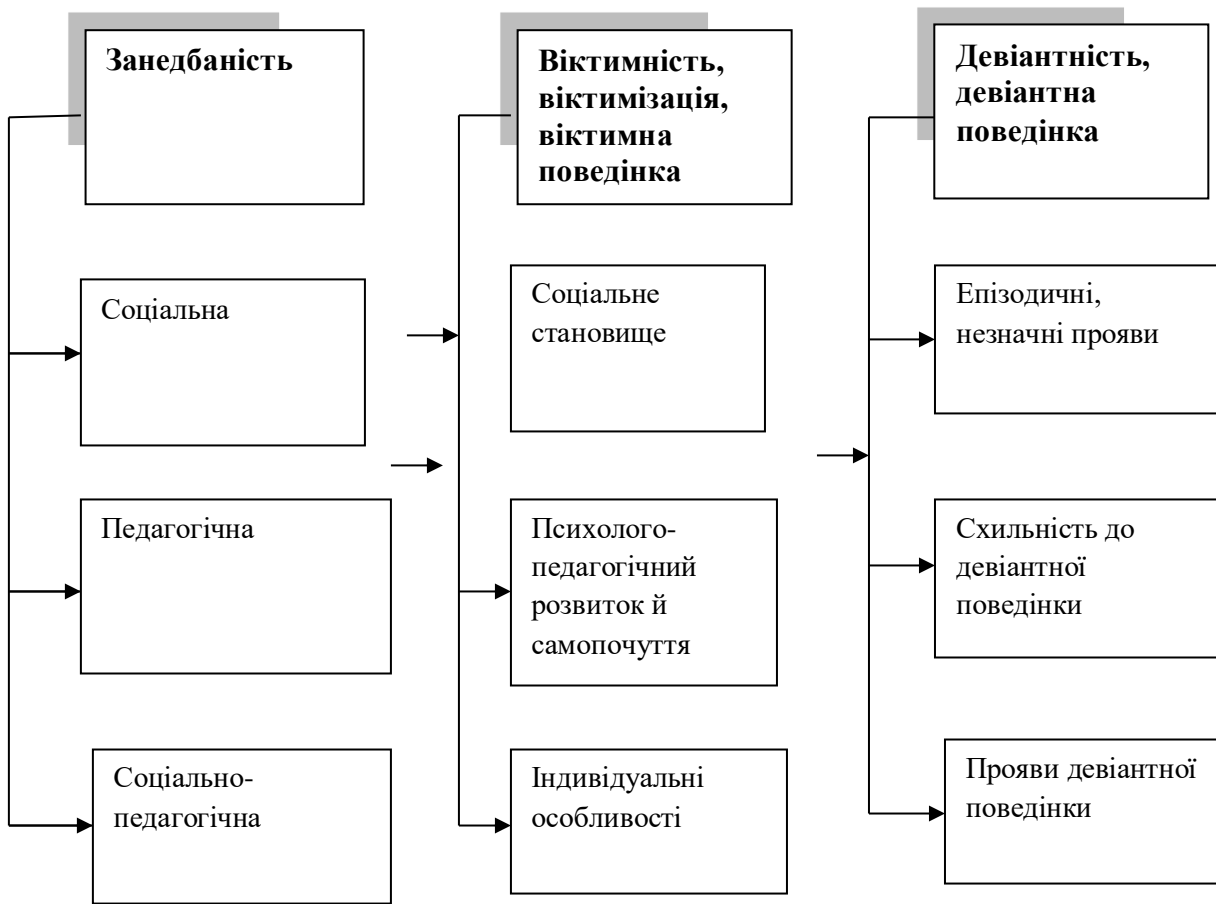 Занедбаність
Соціальна
Педагогічна
Соціально-
педагогічна
Віктимність,
віктимізація,
віктимна
поведінка
Соціальне
становище
Психолого-
педагогічний
розвиток й
самопочуття
Індивідуальні
особливості
Девіантність,
девіантна
поведінка
Епізодичні,
незначні прояви
Схильність до
девіантної
поведінки
Прояви девіантної
поведінки